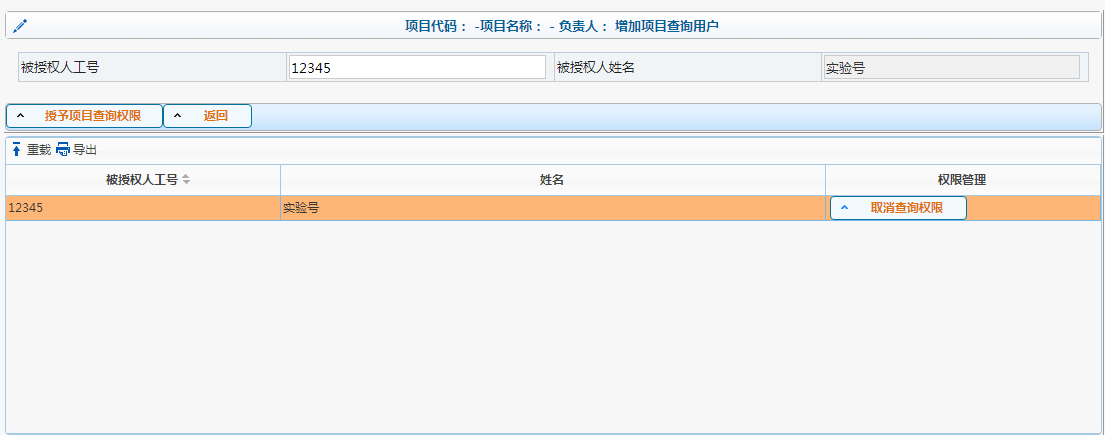 项目代码： -项目名称： - 负责人： 增加项目查询用户
被授权人工号 12345 被授权人姓名 实验号
授予项目查询权限 返回
重载 导出
被授权人工号 姓名 权限管理
12345 实验号 取消查询权限